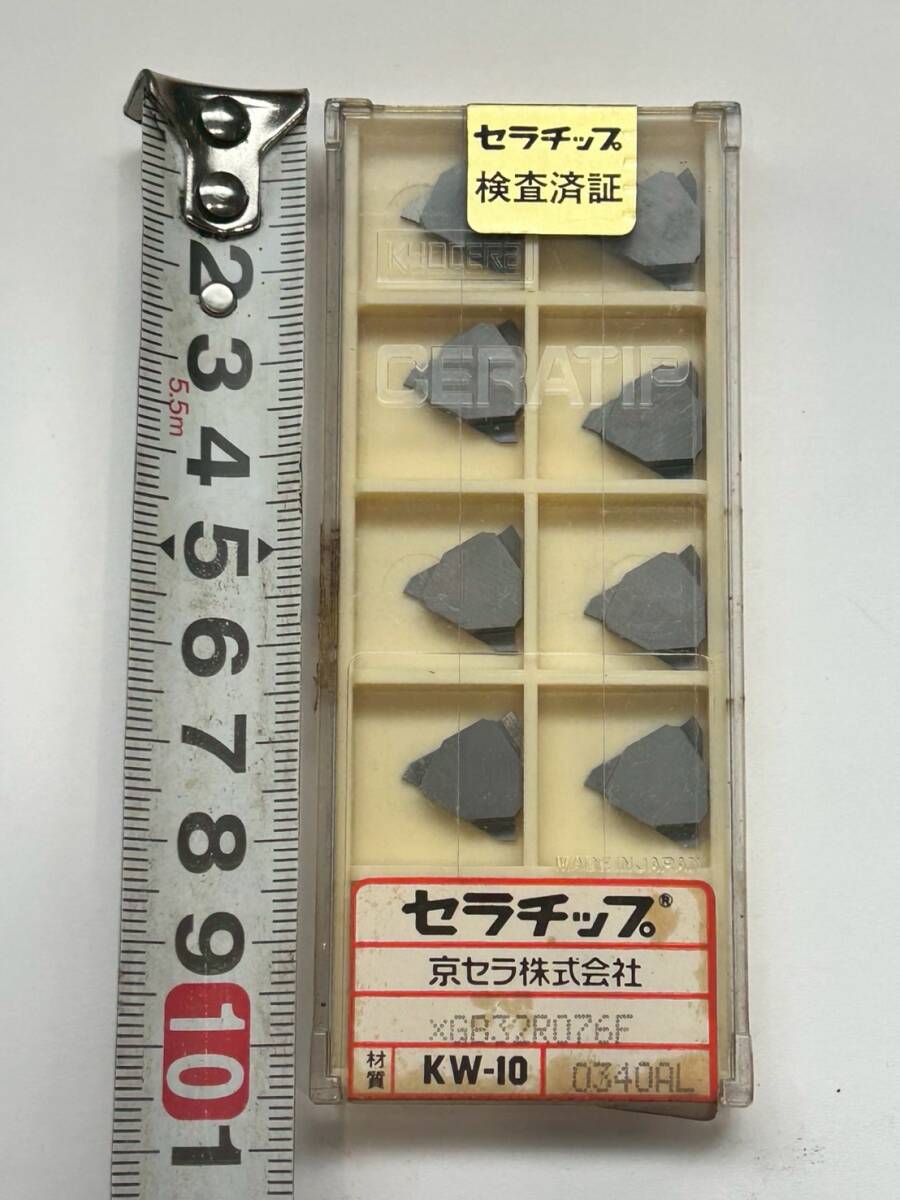 セラチップ
検査済証
KYOCERA
CERATIP
2
3
5.5m
4
5
6
7
8
9
10
1
MADE IN JAPAN
セラチップ®
京セラ株式会社
×GA32R076F
材質
KW-10
0340AL